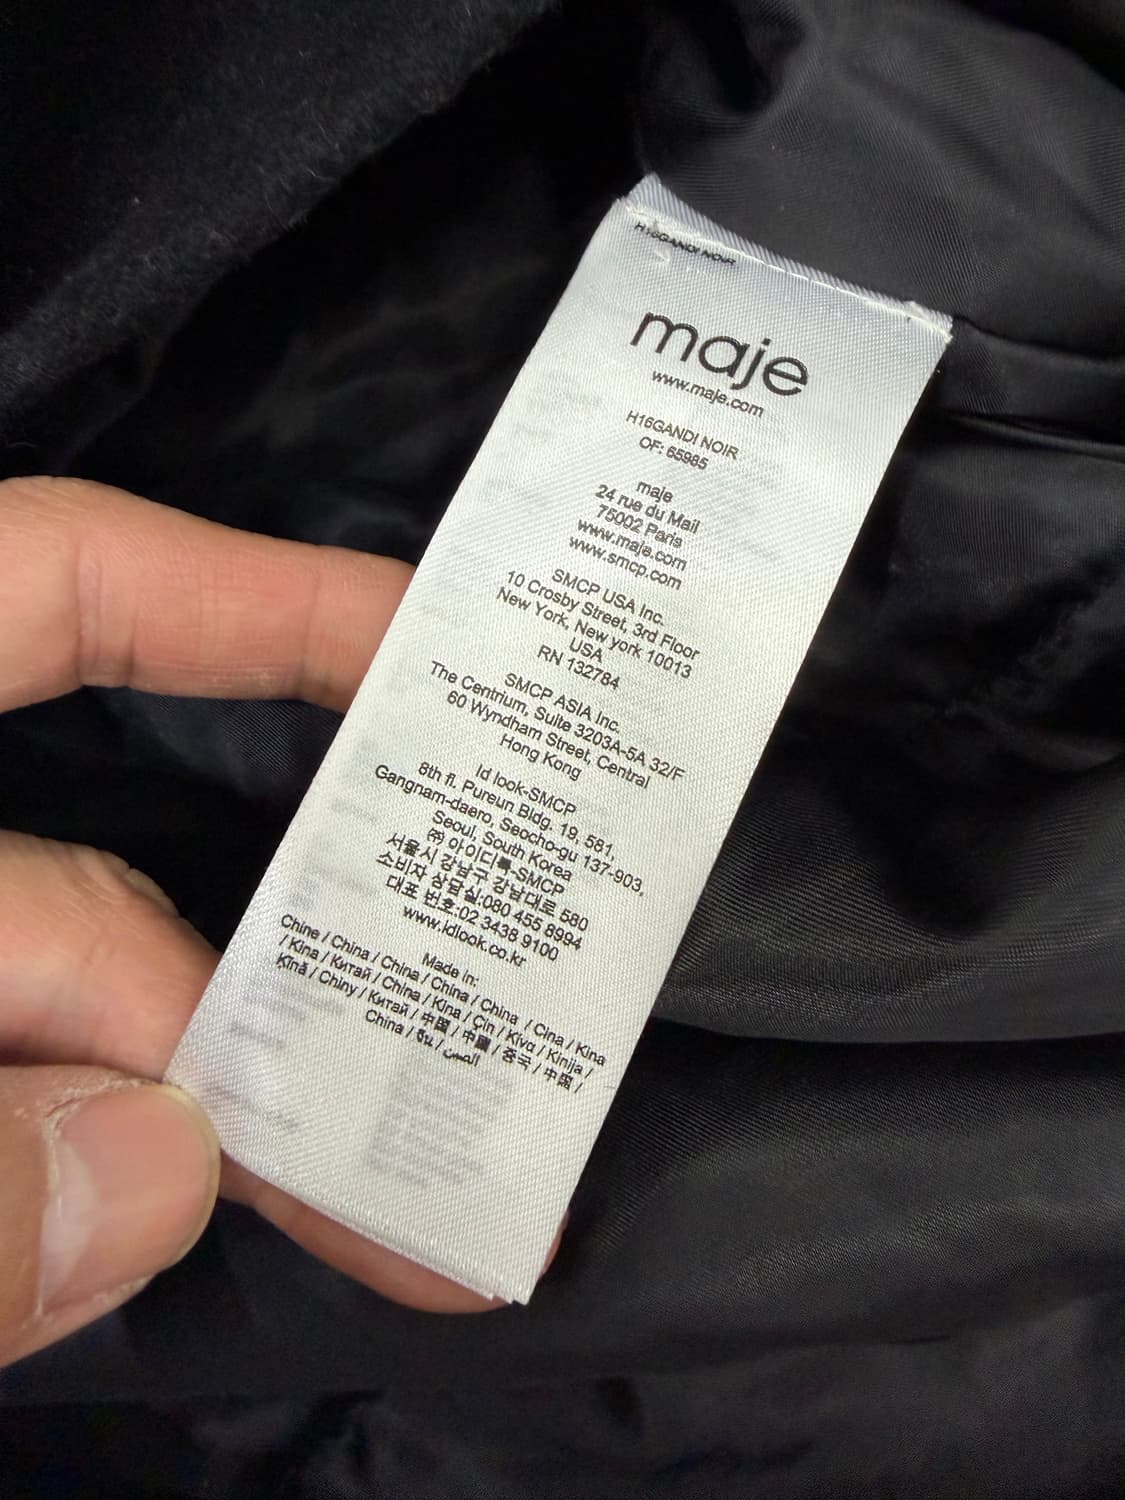 H16GANDI NOIR
maje
www.maje.com
H16GANDI NOIR
OF: 65985
maje
24 rue du Mail
75002 Paris
www.maje.com
www.smcp.com
SMCP USA Inc.
10 Crosby Street, 3rd Floor
New York, New york 10013
USA
RN 132784
SMCP ASIA Inc.
The Centrium, Suite 3203A-5A 32/F
60 Wyndham Street, Central
Hong Kong
Id look-SMCP
8th fl. Pureun Bldg. 19, 581,
Gangnam-daero, Seocho-gu 137-903,
Seoul, South Korea
㈜ 아이디룩-SMCP
서울시 강남구 강남대로 580
소비자 상담실:080 455 8994
대표 번호:02 3438 9100
www.idlook.co.kr
Made in:
Chine / China / China / China / China / Cina / Kina
/ Kina / Китай / China / Kina / Çin / Κίνα / Kinija /
Ķīnā / Chiny / Китай / 中国 / 中國 / 중국 / 中国 /
China / จีน / الصين